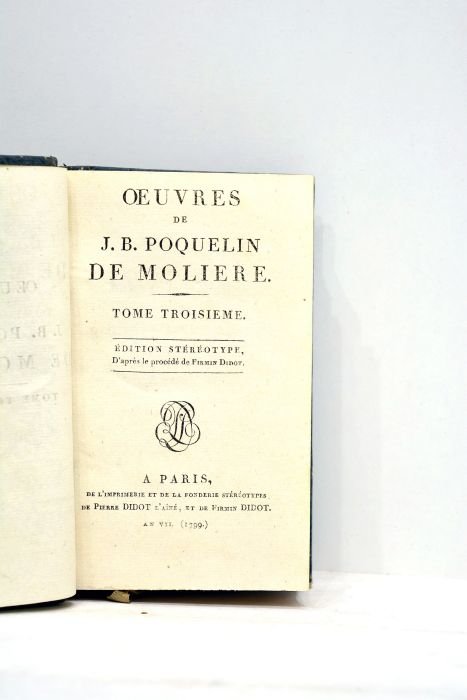 ŒUVRES
DE
J. B. POQUELIN
DE MOLIERE.
TOME TROISIEME.
ÉDITION STÉRÉOTYPE,
D'après le procédé de FIRMIN DIDOT.
A PARIS,
DE L'IMPRIMERIE ET DE LA FONDERIE STÉRÉOTYPES
DE PIERRE DIDOT L'AÎNÉ, ET DE FIRMIN DIDOT.
AN VII. (1799.)